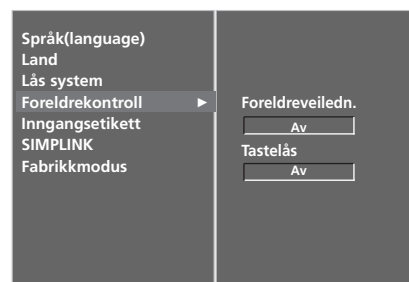 Språk(language)
Land
Lås system
Foreldrekontroll ►
Inngangsetikett
SIMPLINK
Fabrikkmodus
Foreldreveiledn.
Av
Tastelås
Av